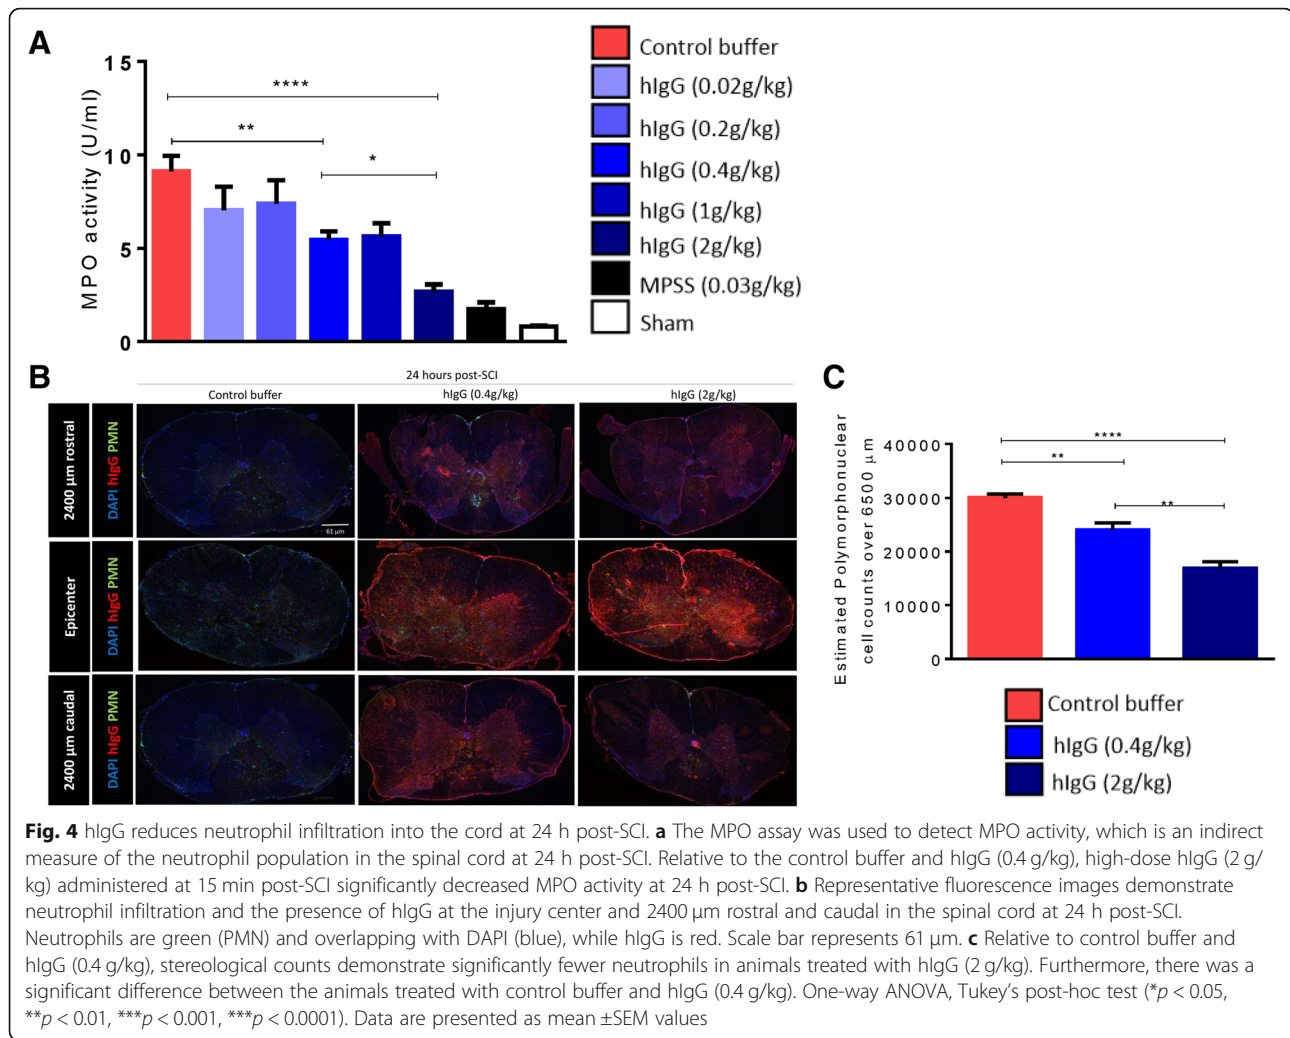 A
MPO activity (U/ml)
15
10
5
0
****
**
*
Control buffer
hIgG (0.02g/kg)
hIgG (0.2g/kg)
hIgG (0.4g/kg)
hIgG (1g/kg)
hIgG (2g/kg)
MPSS (0.03g/kg)
Sham
B
24 hours post-SCI
Control buffer
hIgG (0.4g/kg)
hIgG (2g/kg)
2400 µm rostral
DAPI hIgG PMN
61 µm
Epicenter
DAPI hIgG PMN
2400 µm caudal
DAPI hIgG PMN
C
Estimated Polymorphonuclear
cell counts over 6500 µm
40000
30000
20000
10000
0
****
**
**
Control buffer
hIgG (0.4g/kg)
hIgG (2g/kg)
Fig. 4 hIgG reduces neutrophil infiltration into the cord at 24 h post-SCI. a The MPO assay was used to detect MPO activity, which is an indirect
measure of the neutrophil population in the spinal cord at 24 h post-SCI. Relative to the control buffer and hIgG (0.4 g/kg), high-dose hIgG (2 g/
kg) administered at 15 min post-SCI significantly decreased MPO activity at 24 h post-SCI. b Representative fluorescence images demonstrate
neutrophil infiltration and the presence of hIgG at the injury center and 2400 µm rostral and caudal in the spinal cord at 24 h post-SCI.
Neutrophils are green (PMN) and overlapping with DAPI (blue), while hIgG is red. Scale bar represents 61 µm. c Relative to control buffer and
hIgG (0.4 g/kg), stereological counts demonstrate significantly fewer neutrophils in animals treated with hIgG (2 g/kg). Furthermore, there was a
significant difference between the animals treated with control buffer and hIgG (0.4 g/kg). One-way ANOVA, Tukey's post-hoc test (*p < 0.05,
**p < 0.01, ***p < 0.001, ***p < 0.0001). Data are presented as mean ±SEM values